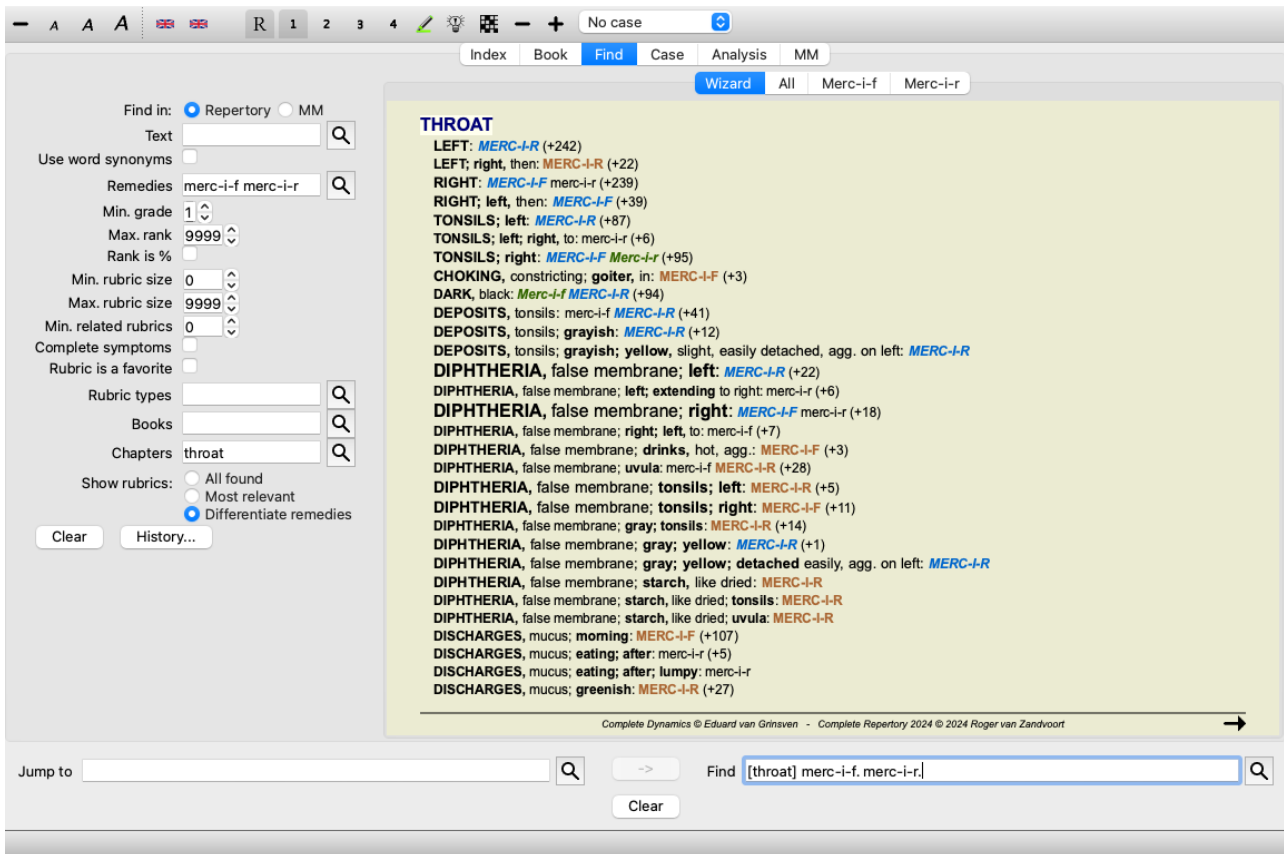 A A A R 1 2 3 4 No case
Index Book Find Case Analysis MM
Wizard All Merc-i-f Merc-i-r
Find in: Repertory MM
Text
Use word synonyms
Remedies merc-i-f merc-i-r
Min. grade 1
Max. rank 9999
Rank is %
Min. rubric size 0
Max. rubric size 9999
Min. related rubrics 0
Complete symptoms
Rubric is a favorite
Rubric types
Books
Chapters throat
Show rubrics: All found
Most relevant
Differentiate remedies
Clear History...
THROAT
LEFT: MERC-I-R (+242)
LEFT; right, then: MERC-I-R (+22)
RIGHT: MERC-I-F merc-i-r (+239)
RIGHT; left, then: MERC-I-F (+39)
TONSILS; left: MERC-I-R (+87)
TONSILS; left; right, to: merc-i-r (+6)
TONSILS; right: MERC-I-F Merc-i-r (+95)
CHOKING, constricting; goiter, in: MERC-I-F (+3)
DARK, black: Merc-i-f MERC-I-R (+94)
DEPOSITS, tonsils: merc-i-f MERC-I-R (+41)
DEPOSITS, tonsils; grayish: MERC-I-R (+12)
DEPOSITS, tonsils; grayish; yellow, slight, easily detached, agg. on left: MERC-I-R
DIPHTHERIA, false membrane; left: MERC-I-R (+22)
DIPHTHERIA, false membrane; left; extending to right: merc-i-r (+6)
DIPHTHERIA, false membrane; right: MERC-I-F merc-i-r (+18)
DIPHTHERIA, false membrane; right; left, to: merc-i-f (+7)
DIPHTHERIA, false membrane; drinks, hot, agg.: MERC-I-F (+3)
DIPHTHERIA, false membrane; uvula: merc-i-f MERC-I-R (+28)
DIPHTHERIA, false membrane; tonsils; left: MERC-I-R (+5)
DIPHTHERIA, false membrane; tonsils; right: MERC-I-F (+11)
DIPHTHERIA, false membrane; gray; tonsils: MERC-I-R (+14)
DIPHTHERIA, false membrane; gray; yellow: MERC-I-R (+1)
DIPHTHERIA, false membrane; gray; yellow; detached easily, agg. on left: MERC-I-R
DIPHTHERIA, false membrane; starch, like dried: MERC-I-R
DIPHTHERIA, false membrane; starch, like dried; tonsils: MERC-I-R
DIPHTHERIA, false membrane; starch, like dried; uvula: MERC-I-R
DISCHARGES, mucus; morning: MERC-I-F (+107)
DISCHARGES, mucus; eating; after: merc-i-r (+5)
DISCHARGES, mucus; eating; after; lumpy: merc-i-r
DISCHARGES, mucus; greenish: MERC-I-R (+27)
Complete Dynamics © Eduard van Grinsven - Complete Repertory 2024 © 2024 Roger van Zandvoort
Jump to -> Find [throat] merc-i-f. merc-i-r.
Clear